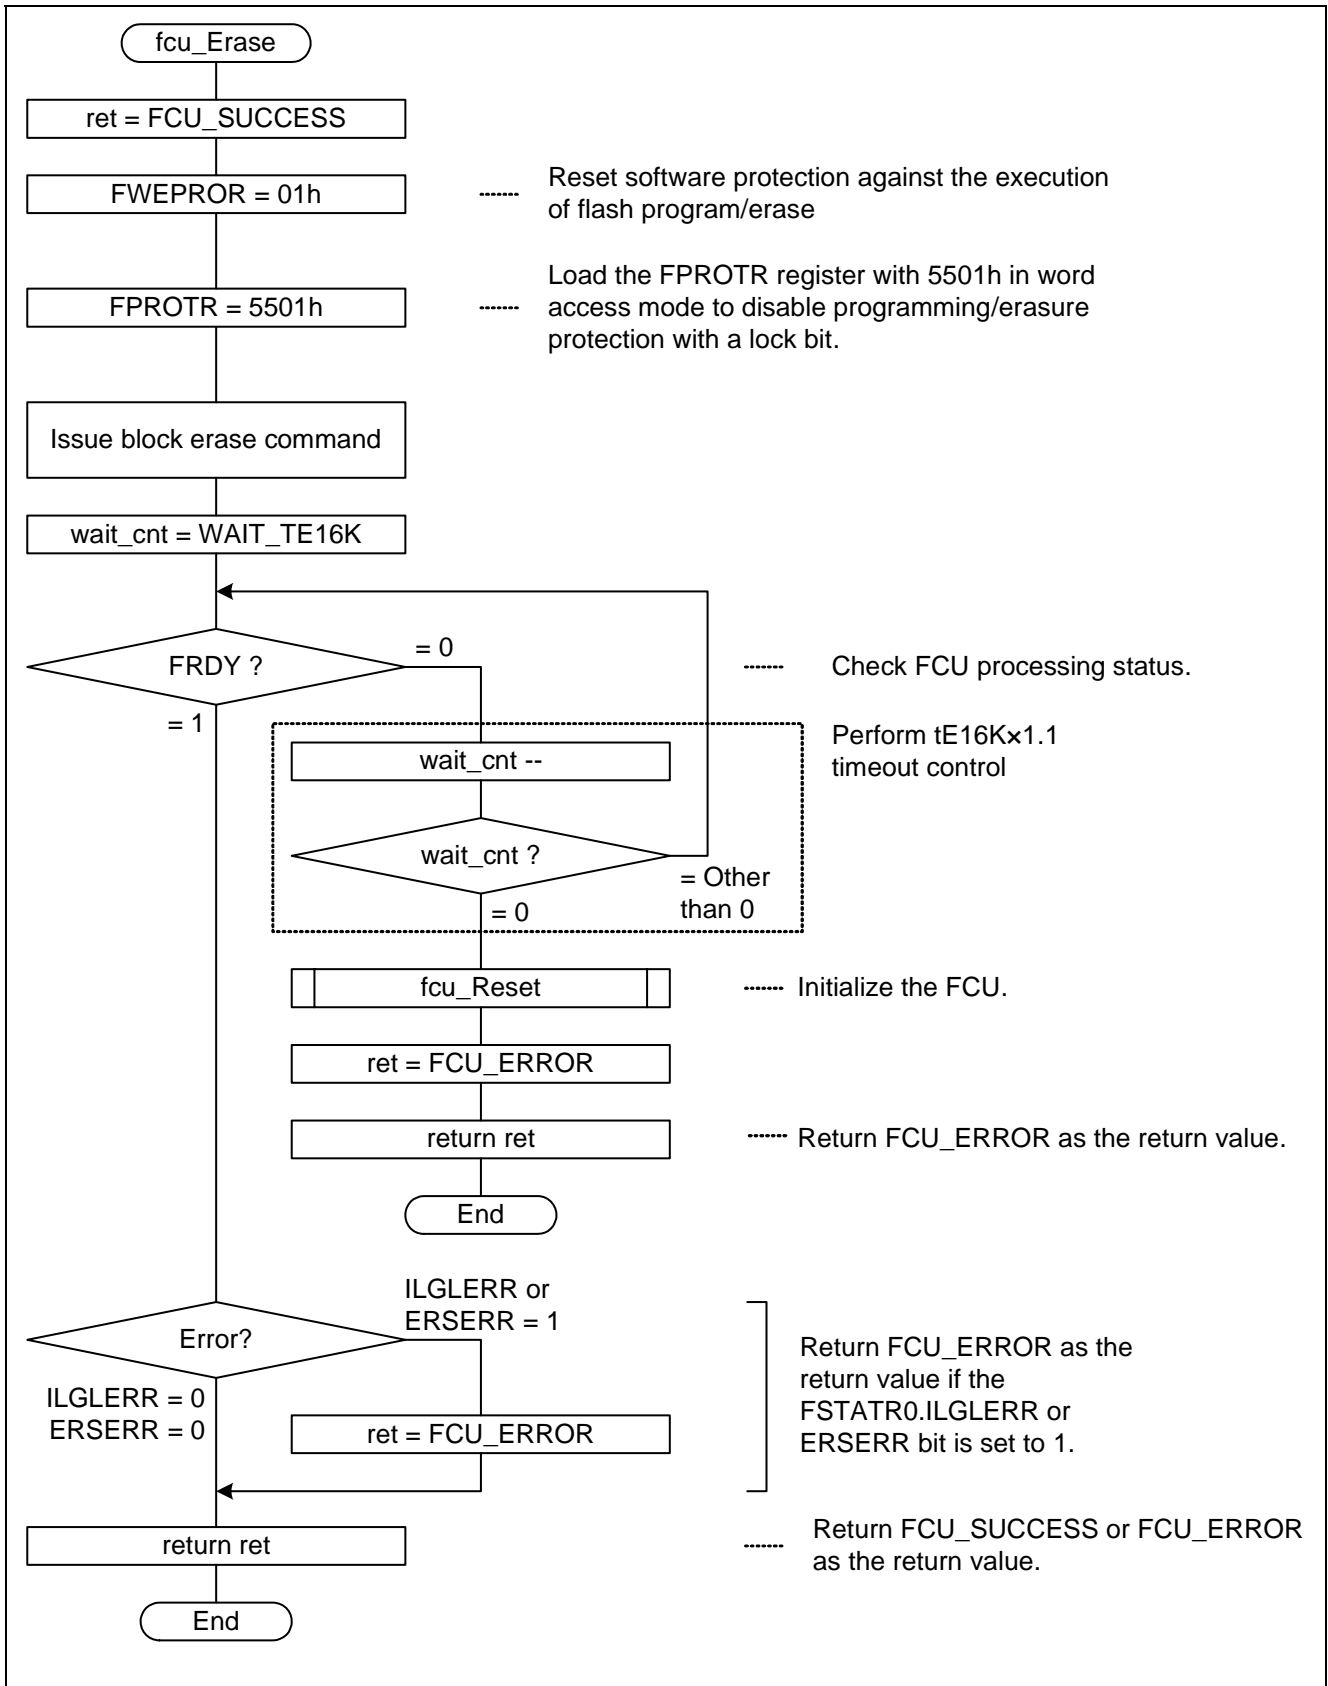 fcu_Erase
ret = FCU_SUCCESS
FWEPROR = 01h
Reset software protection against the execution
of flash program/erase
FPROTR = 5501h
Load the FPROTR register with 5501h in word
access mode to disable programming/erasure
protection with a lock bit.
Issue block erase command
wait_cnt = WAIT_TE16K
FRDY ?
= 0
= 1
Check FCU processing status.
wait_cnt --
Perform tE16K×1.1
timeout control
wait_cnt ?
= Other
than 0
= 0
fcu_Reset
Initialize the FCU.
ret = FCU_ERROR
return ret
Return FCU_ERROR as the return value.
End
ILGLERR or
ERSERR = 1
Error?
ILGLERR = 0
ERSERR = 0
ret = FCU_ERROR
Return FCU_ERROR as the
return value if the
FSTATR0.ILGLERR or
ERSERR bit is set to 1.
return ret
Return FCU_SUCCESS or FCU_ERROR
as the return value.
End